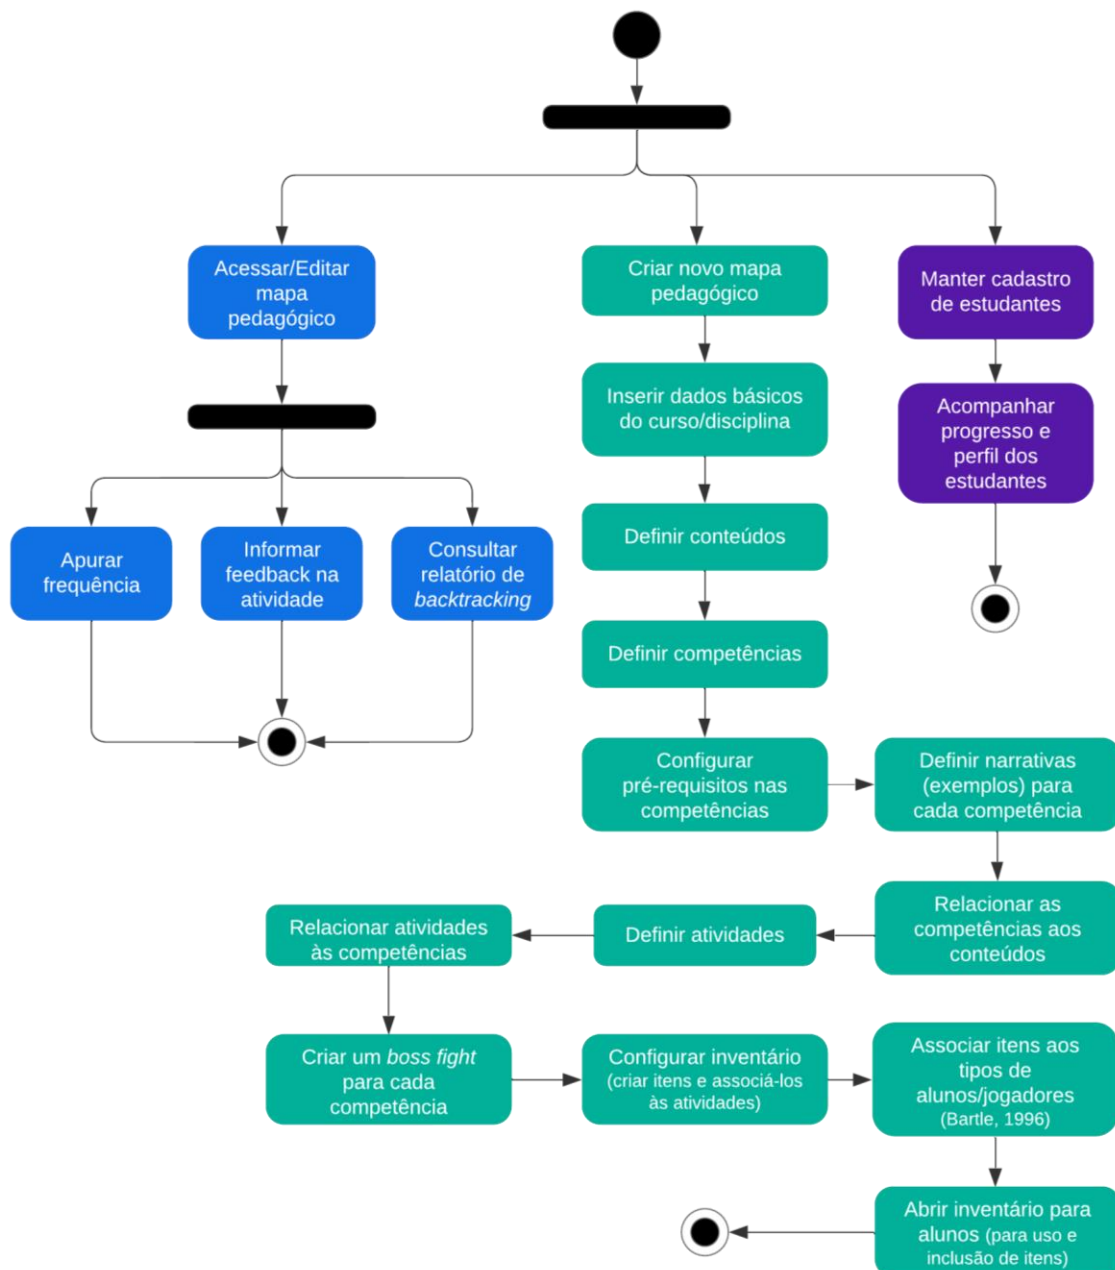 Acessar/Editar
mapa
pedagógico
Criar novo mapa
pedagógico
Manter cadastro
de estudantes
Inserir dados básicos
do curso/disciplina
Acompanhar
progresso e
perfil dos
estudantes
Definir conteúdos
Apurar
frequência
Informar
feedback na
atividade
Consultar
relatório de
backtracking
Definir competências
Configurar
pré-requisitos nas
competências
Definir narrativas
(exemplos) para
cada competência
Relacionar as
competências aos
conteúdos
Definir atividades
Relacionar atividades
às competências
Criar um boss fight
para cada
competência
Configurar inventário
(criar itens e associá-los
às atividades)
Associar itens aos
tipos de
alunos/jogadores
(Bartle, 1996)
Abrir inventário para
alunos (para uso e
inclusão de itens)